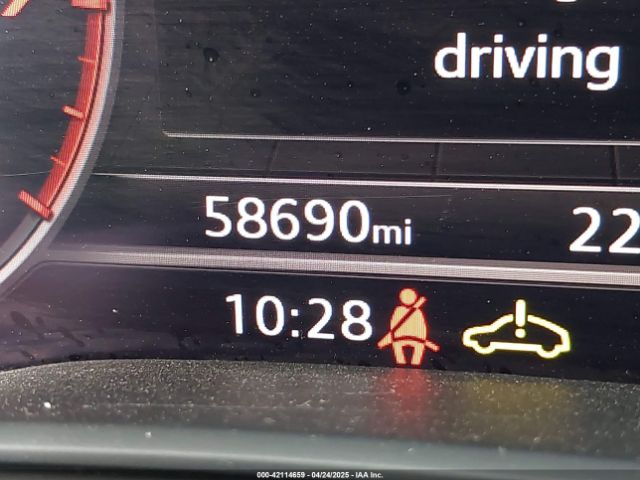 driving
58690mi
22
10:28
000-42114659 - 04/24/2025 - IAA Inc.